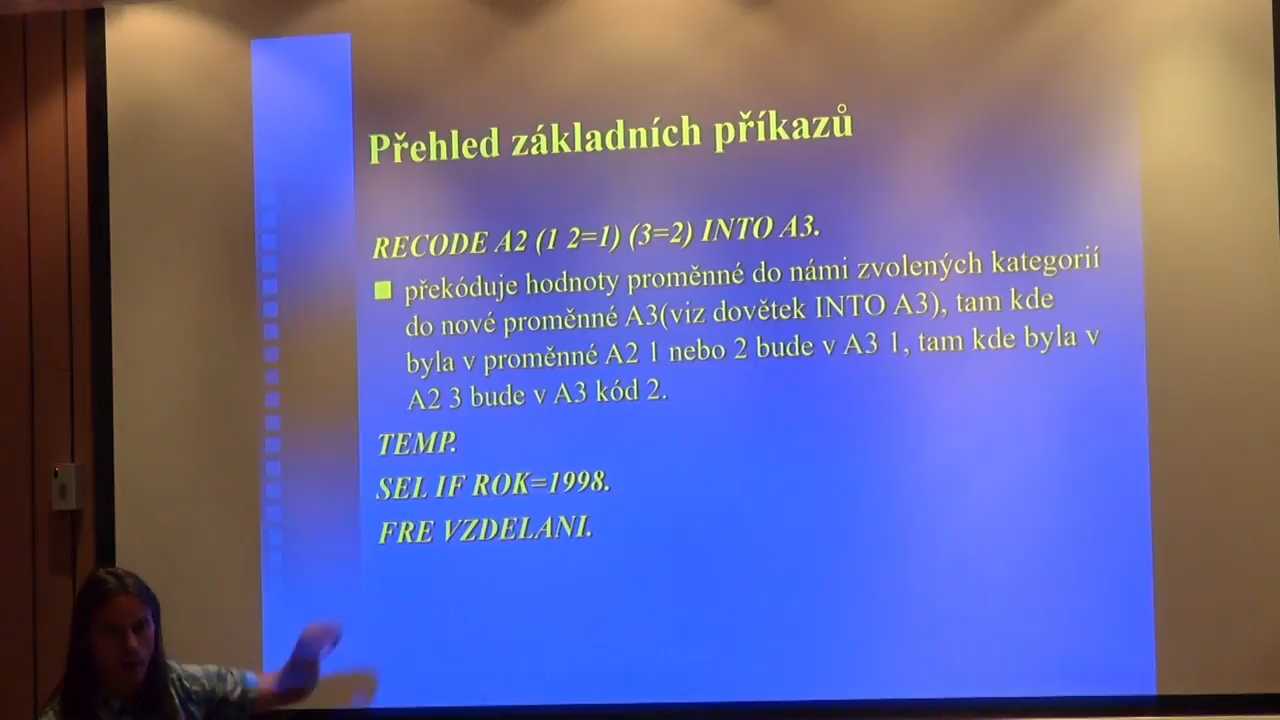 Přehled základních příkazů
RECODE A2 (1 2=1) (3=2) INTO A3.
překóduje hodnoty proměnné do námi zvolených kategorií
do nové proměnné A3(viz dovětek INTO A3), tam kde
byla v proměnné A2 1 nebo 2 bude v A3 1, tam kde byla v
A2 3 bude v A3 kód 2.
TEMP.
SEL IF ROK=1998.
FRE VZDELANI.